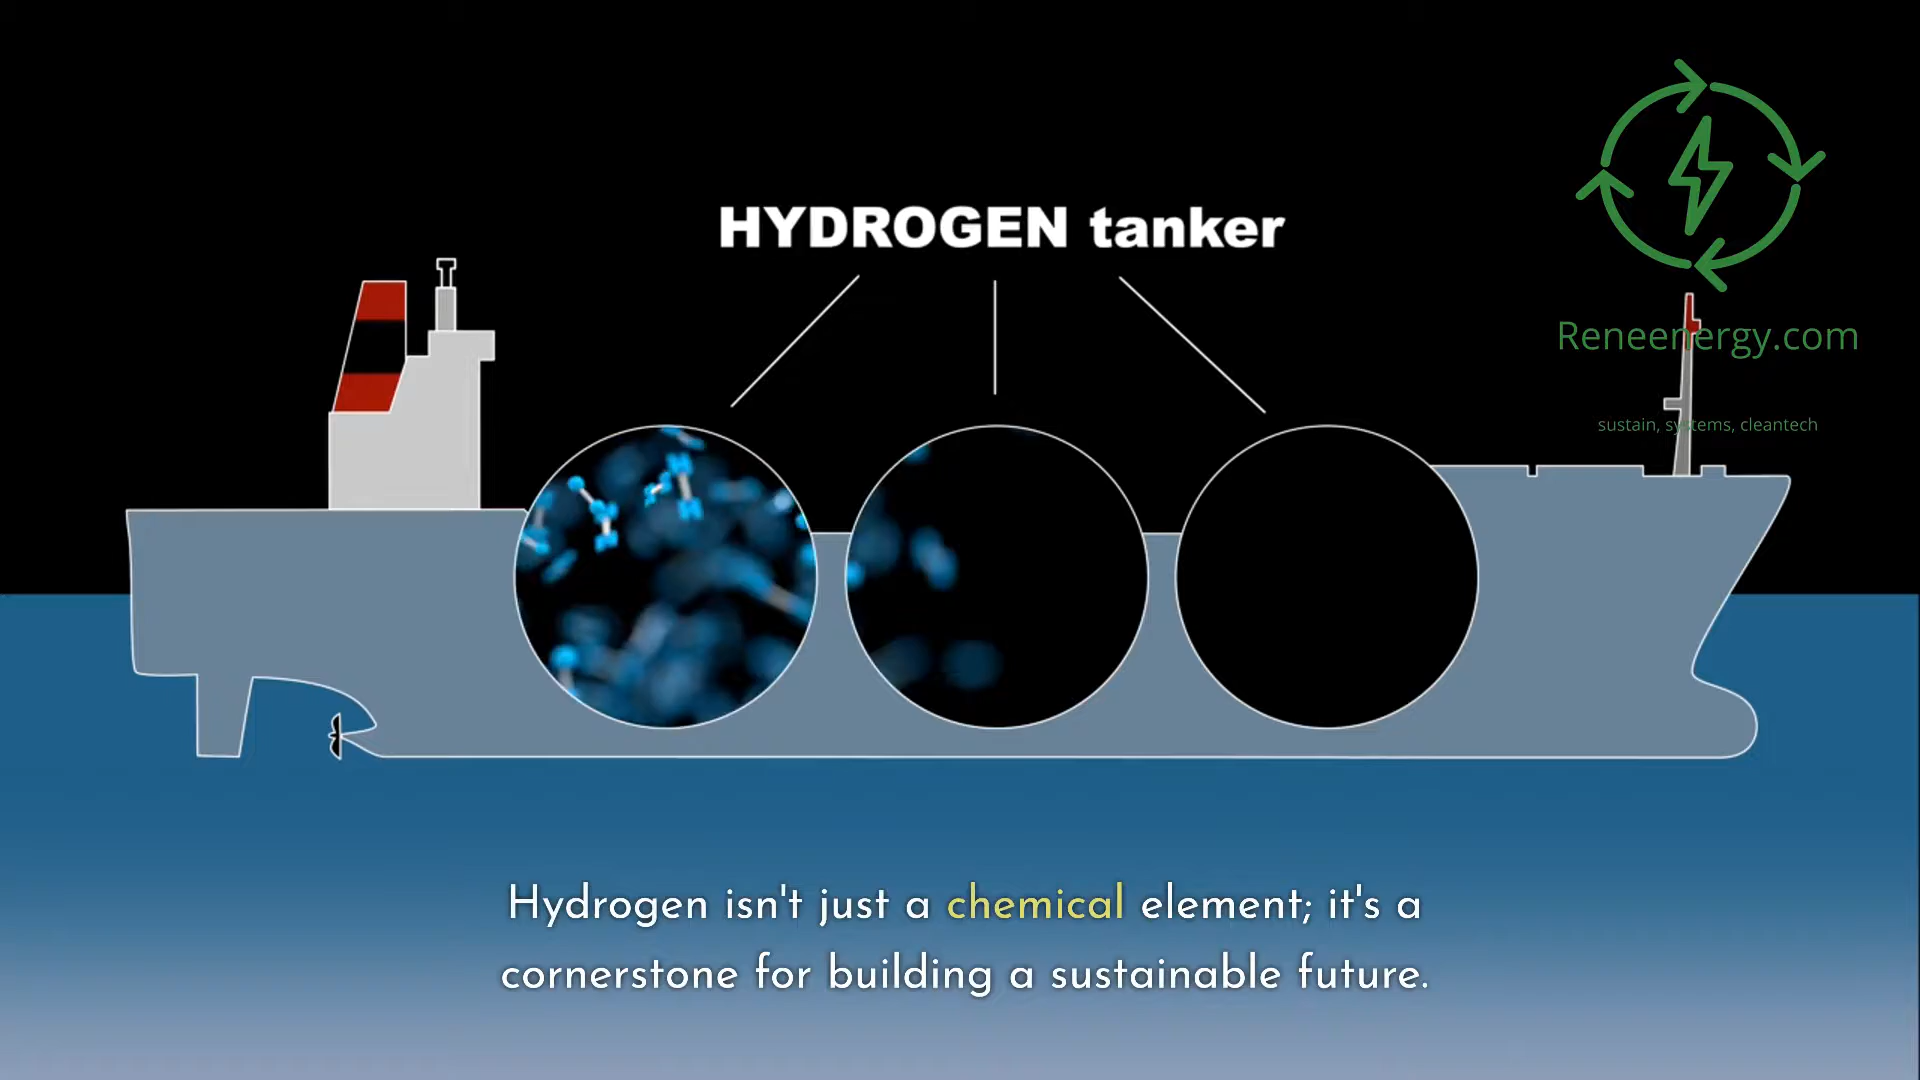 HYDROGEN tanker
Reneenergy.com
sustain, systems, cleantech
Hydrogen isn't just a chemical element; it's a
cornerstone for building a sustainable future.